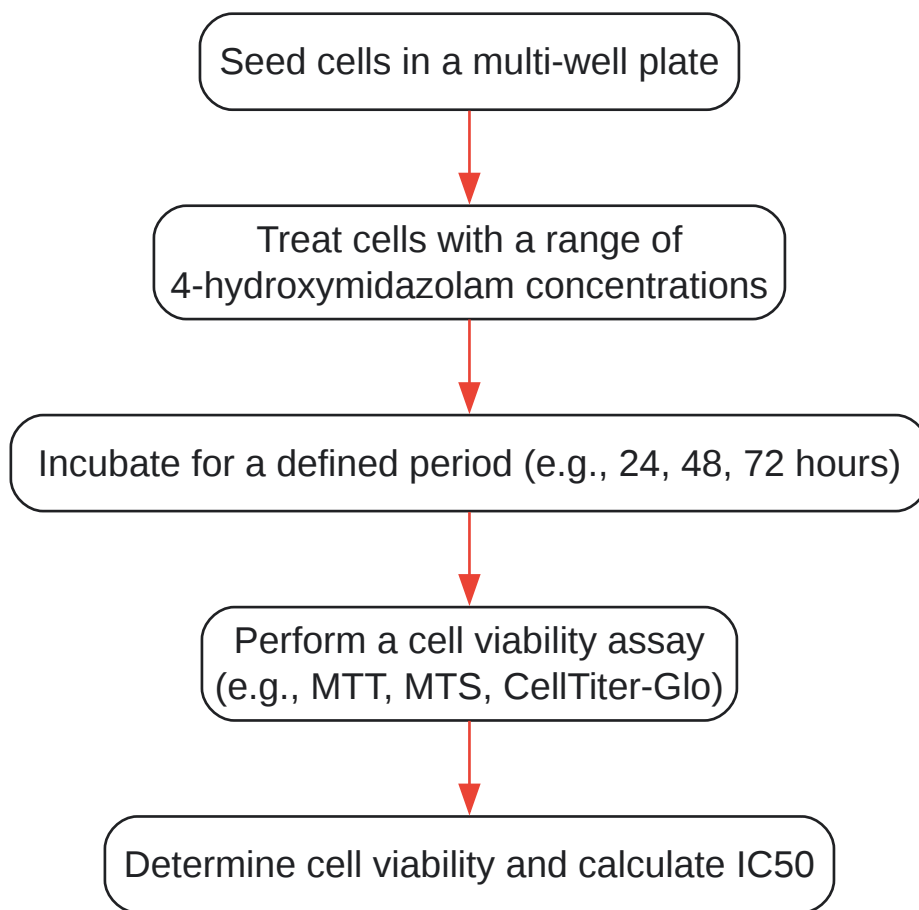 Seed cells in a multi-well plate
Treat cells with a range of
4-hydroxymidazolam concentrations
Incubate for a defined period (e.g., 24, 48, 72 hours)
Perform a cell viability assay
(e.g., MTT, MTS, CellTiter-Glo)
Determine cell viability and calculate IC50